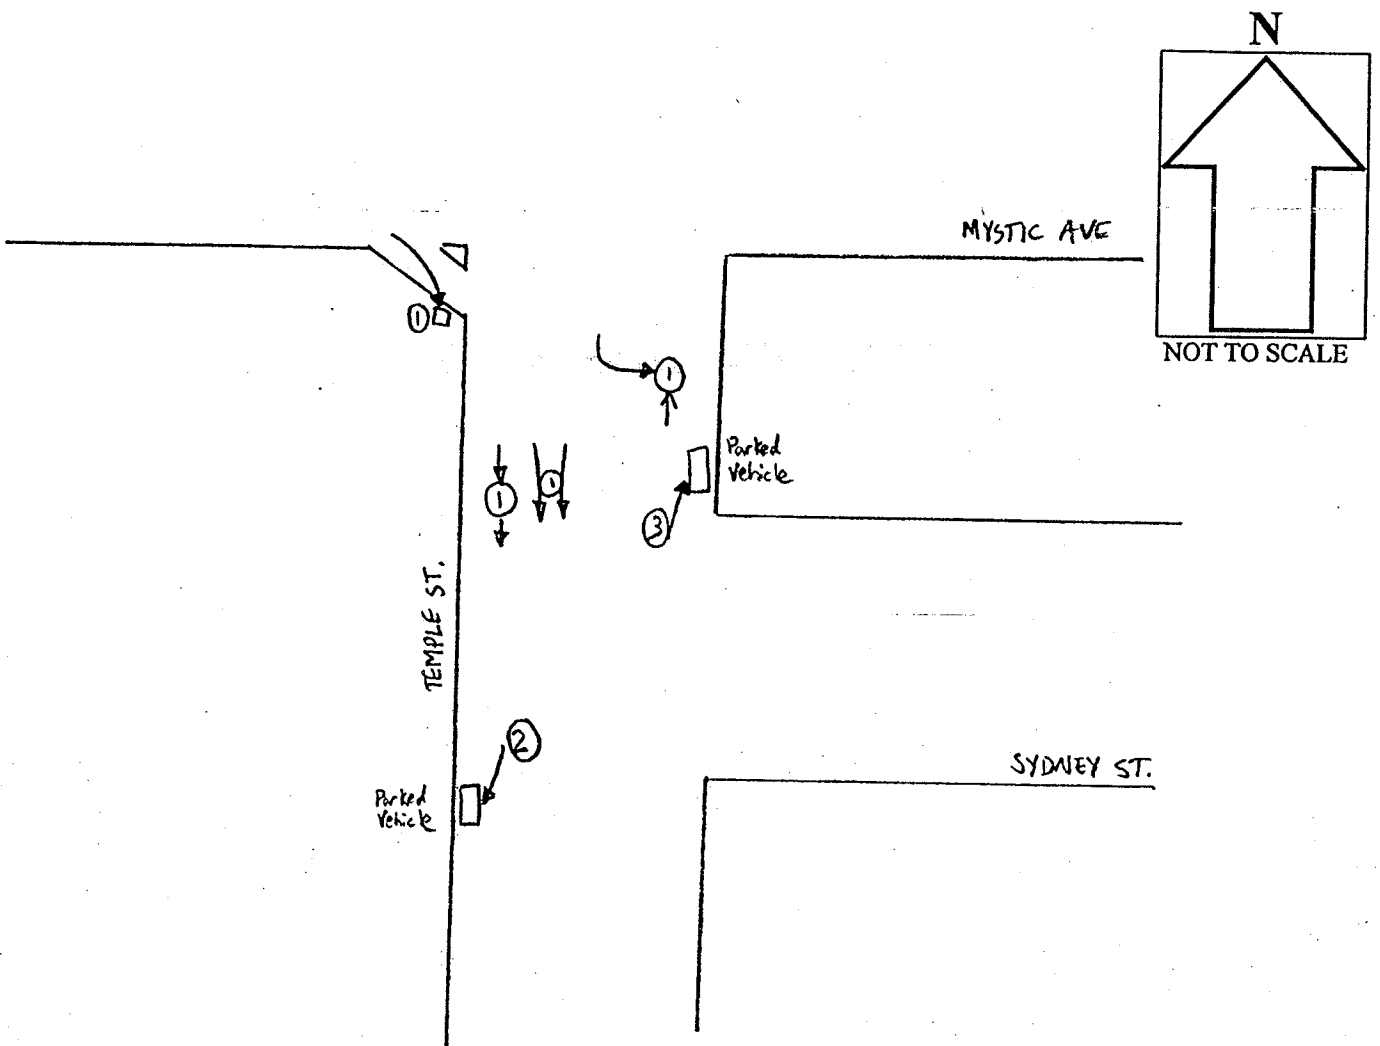 N
MYSTIC AVE
NOT TO SCALE
1
1
Parked
Vehicle
1
1
3
TEMPLE ST.
2
SYDNEY ST.
Parked
Vehicle